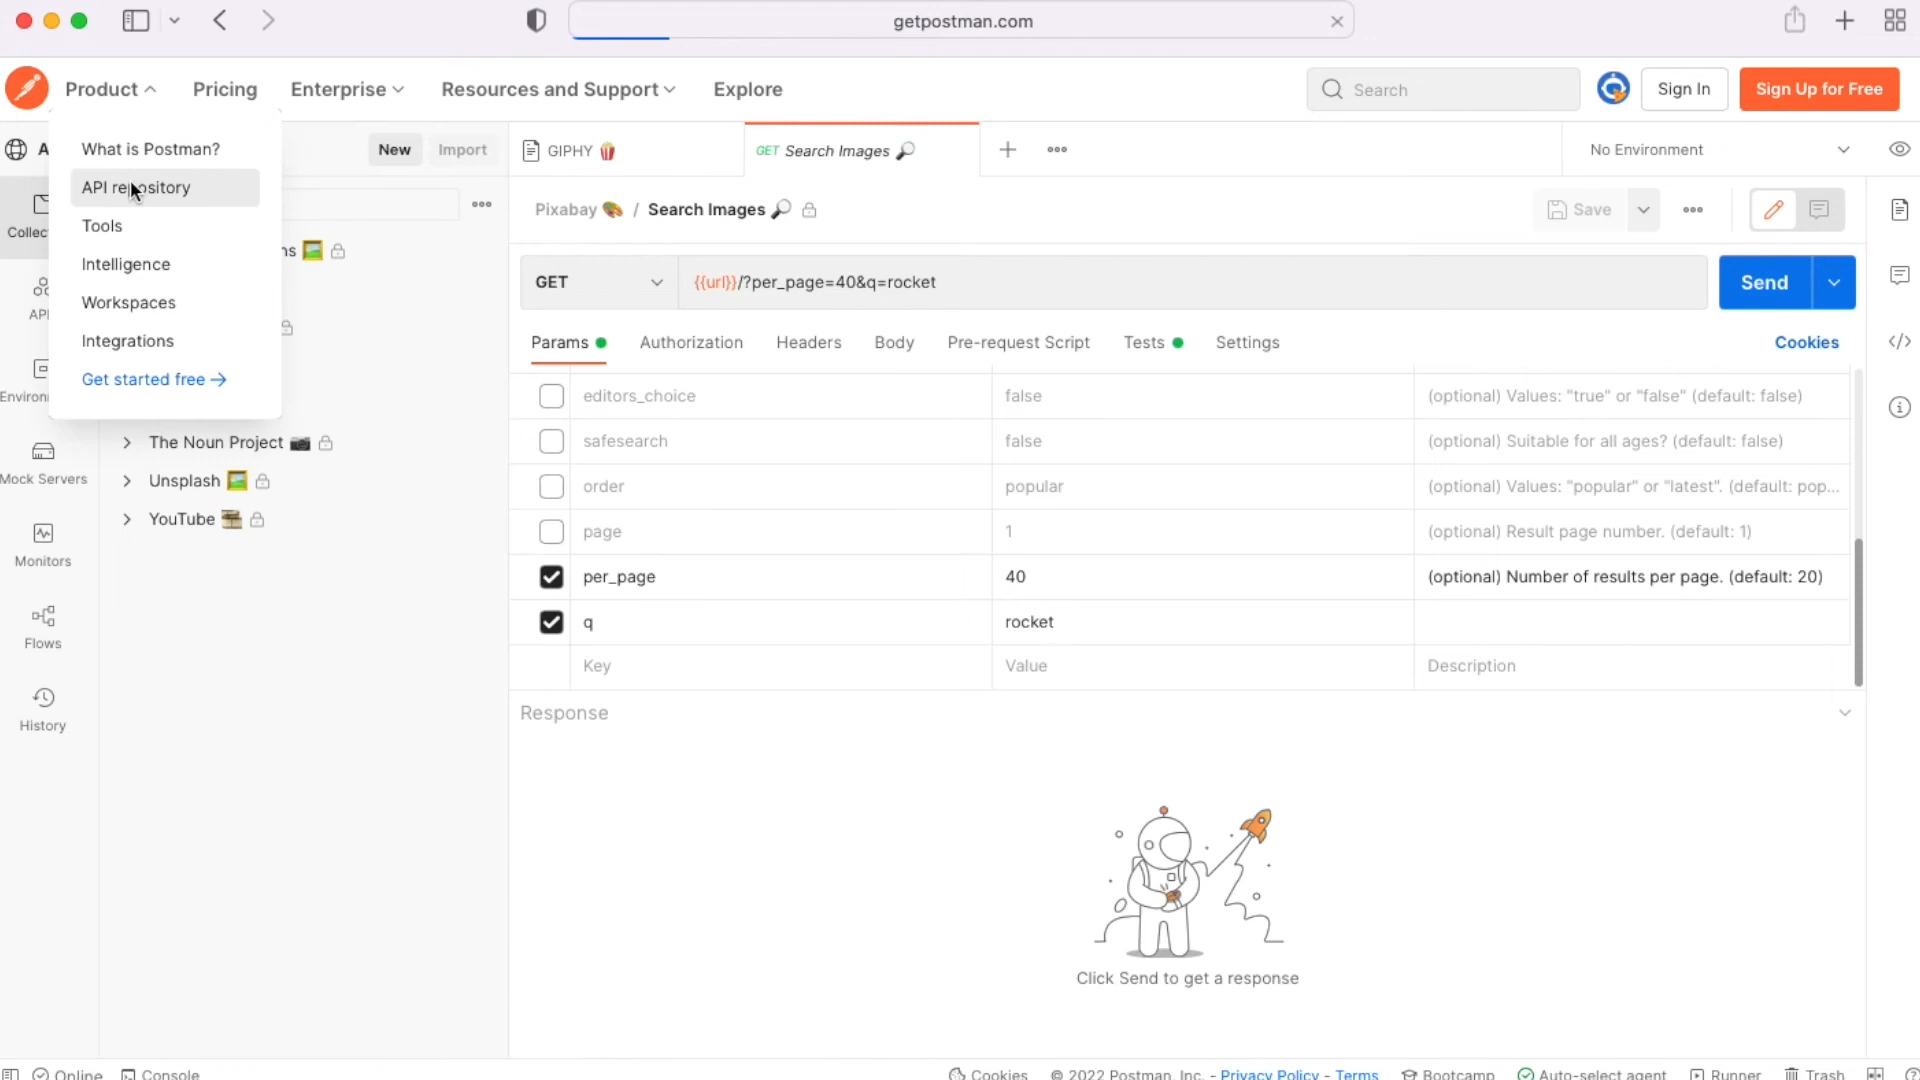 getpostman.com
Product
Pricing
Enterprise
Resources and Support
Explore
Search
Sign In
Sign Up for Free
What is Postman?
API repository
Tools
Intelligence
Workspaces
Integrations
Get started free →
New
Import
GIPHY 🍿
GET Search Images 🔎
No Environment
Pixabay 🎨 / Search Images 🔎
Save
GET
{{url}}/?per_page=40&q=rocket
Send
Params
Authorization
Headers
Body
Pre-request Script
Tests
Settings
Cookies
editors_choice
false
(optional) Values: "true" or "false" (default: false)
safesearch
false
(optional) Suitable for all ages? (default: false)
order
popular
(optional) Values: "popular" or "latest". (default: pop...
page
1
(optional) Result page number. (default: 1)
per_page
40
(optional) Number of results per page. (default: 20)
q
rocket
Key
Value
Description
Response
Click Send to get a response
The Noun Project 📷
Unsplash 🖼️
YouTube
Mock Servers
Monitors
Flows
History
Online
Console
Cookies
© 2022 Postman, Inc. - Privacy Policy - Terms
Bootcamp
Auto-select agent
Runner
Trash